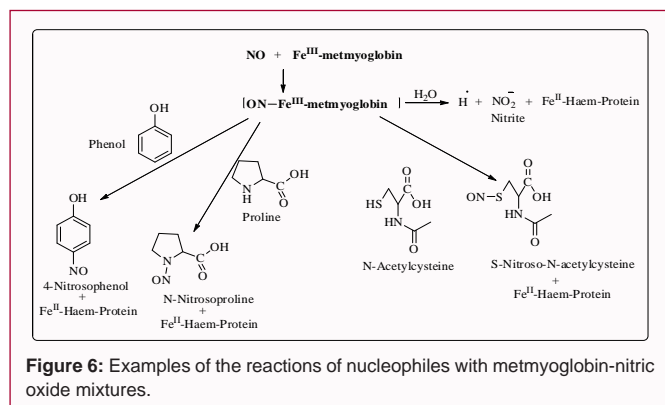 NO + Fe^III-metmyoglobin
|ON–Fe^III-metmyoglobin |
H₂O
H· + NO₂⁻ + Fe^II-Haem-Protein
Nitrite
OH
Phenol
N
H
O
C
OH
Proline
HS
O
C
OH
HN
O
N-Acetylcysteine
ON–S
O
C
OH
HN
O
S-Nitroso-N-acetylcysteine
+
Fe^II-Haem-Protein
OH
NO
4-Nitrosophenol
+
Fe^II-Haem-Protein
N
ON
C
OH
O
N-Nitrosoproline
+
Fe^II-Haem-Protein
Figure 6: Examples of the reactions of nucleophiles with metmyoglobin-nitric
oxide mixtures.